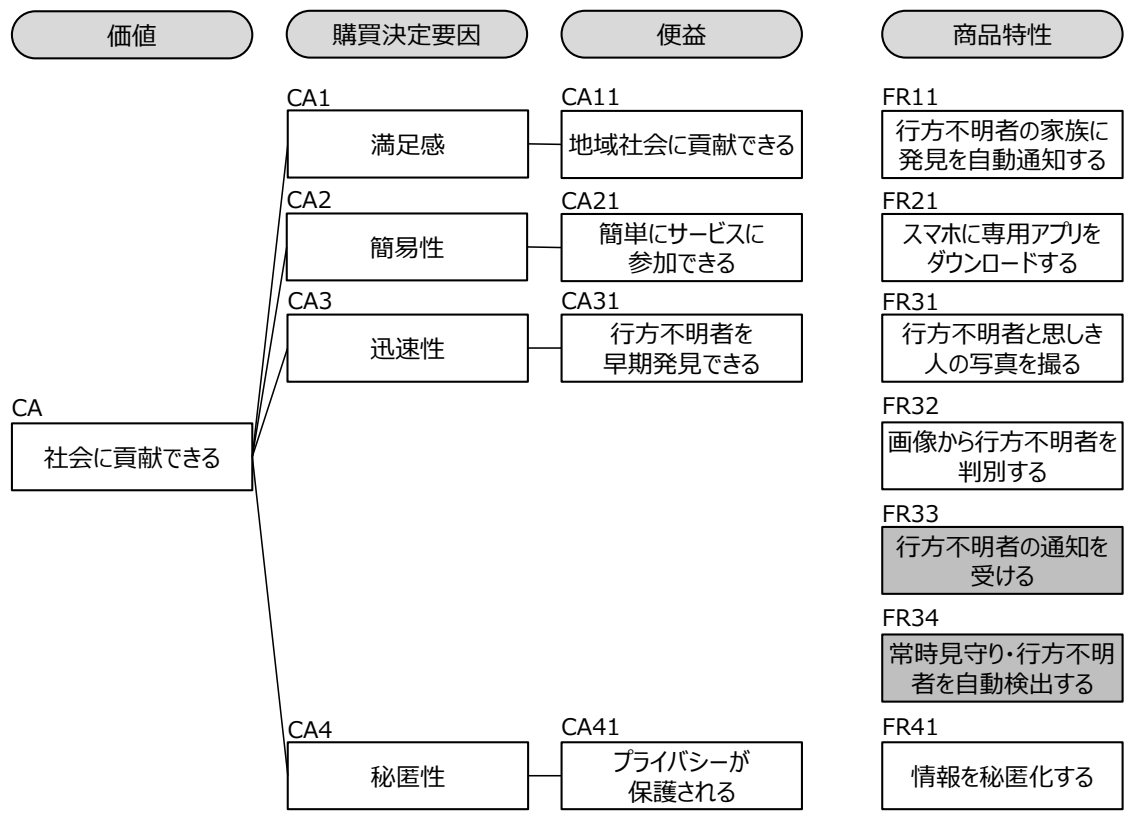 価値
購買決定要因
便益
商品特性
CA1
CA11
FR11
満足感
地域社会に貢献できる
行方不明者の家族に
発見を自動通知する
CA2
CA21
FR21
簡易性
簡単にサービスに
参加できる
スマホに専用アプリを
ダウンロードする
CA3
CA31
FR31
迅速性
行方不明者を
早期発見できる
行方不明者と思しき
人の写真を撮る
CA
社会に貢献できる
FR32
画像から行方不明者を
判別する
FR33
行方不明者の通知を
受ける
FR34
常時見守り・行方不明
者を自動検出する
CA4
CA41
FR41
秘匿性
プライバシーが
保護される
情報を秘匿化する